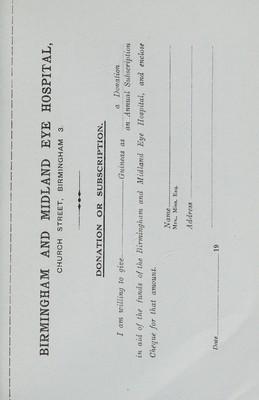 BIRMINGHAM AND MIDLAND EYE HOSPITAL,
CHURCH STREET, BIRMINGHAM 3.
DONATION OR SUBSCRIPTION.
I am willing to give Guineas as a Donation
an Annual Subscription
in aid of the funds of the Birmingham and Midland Eye Hospital, and enclose
Cheque for that amount.
Name
Mrs., Miss, Esq.
Address
Date 19